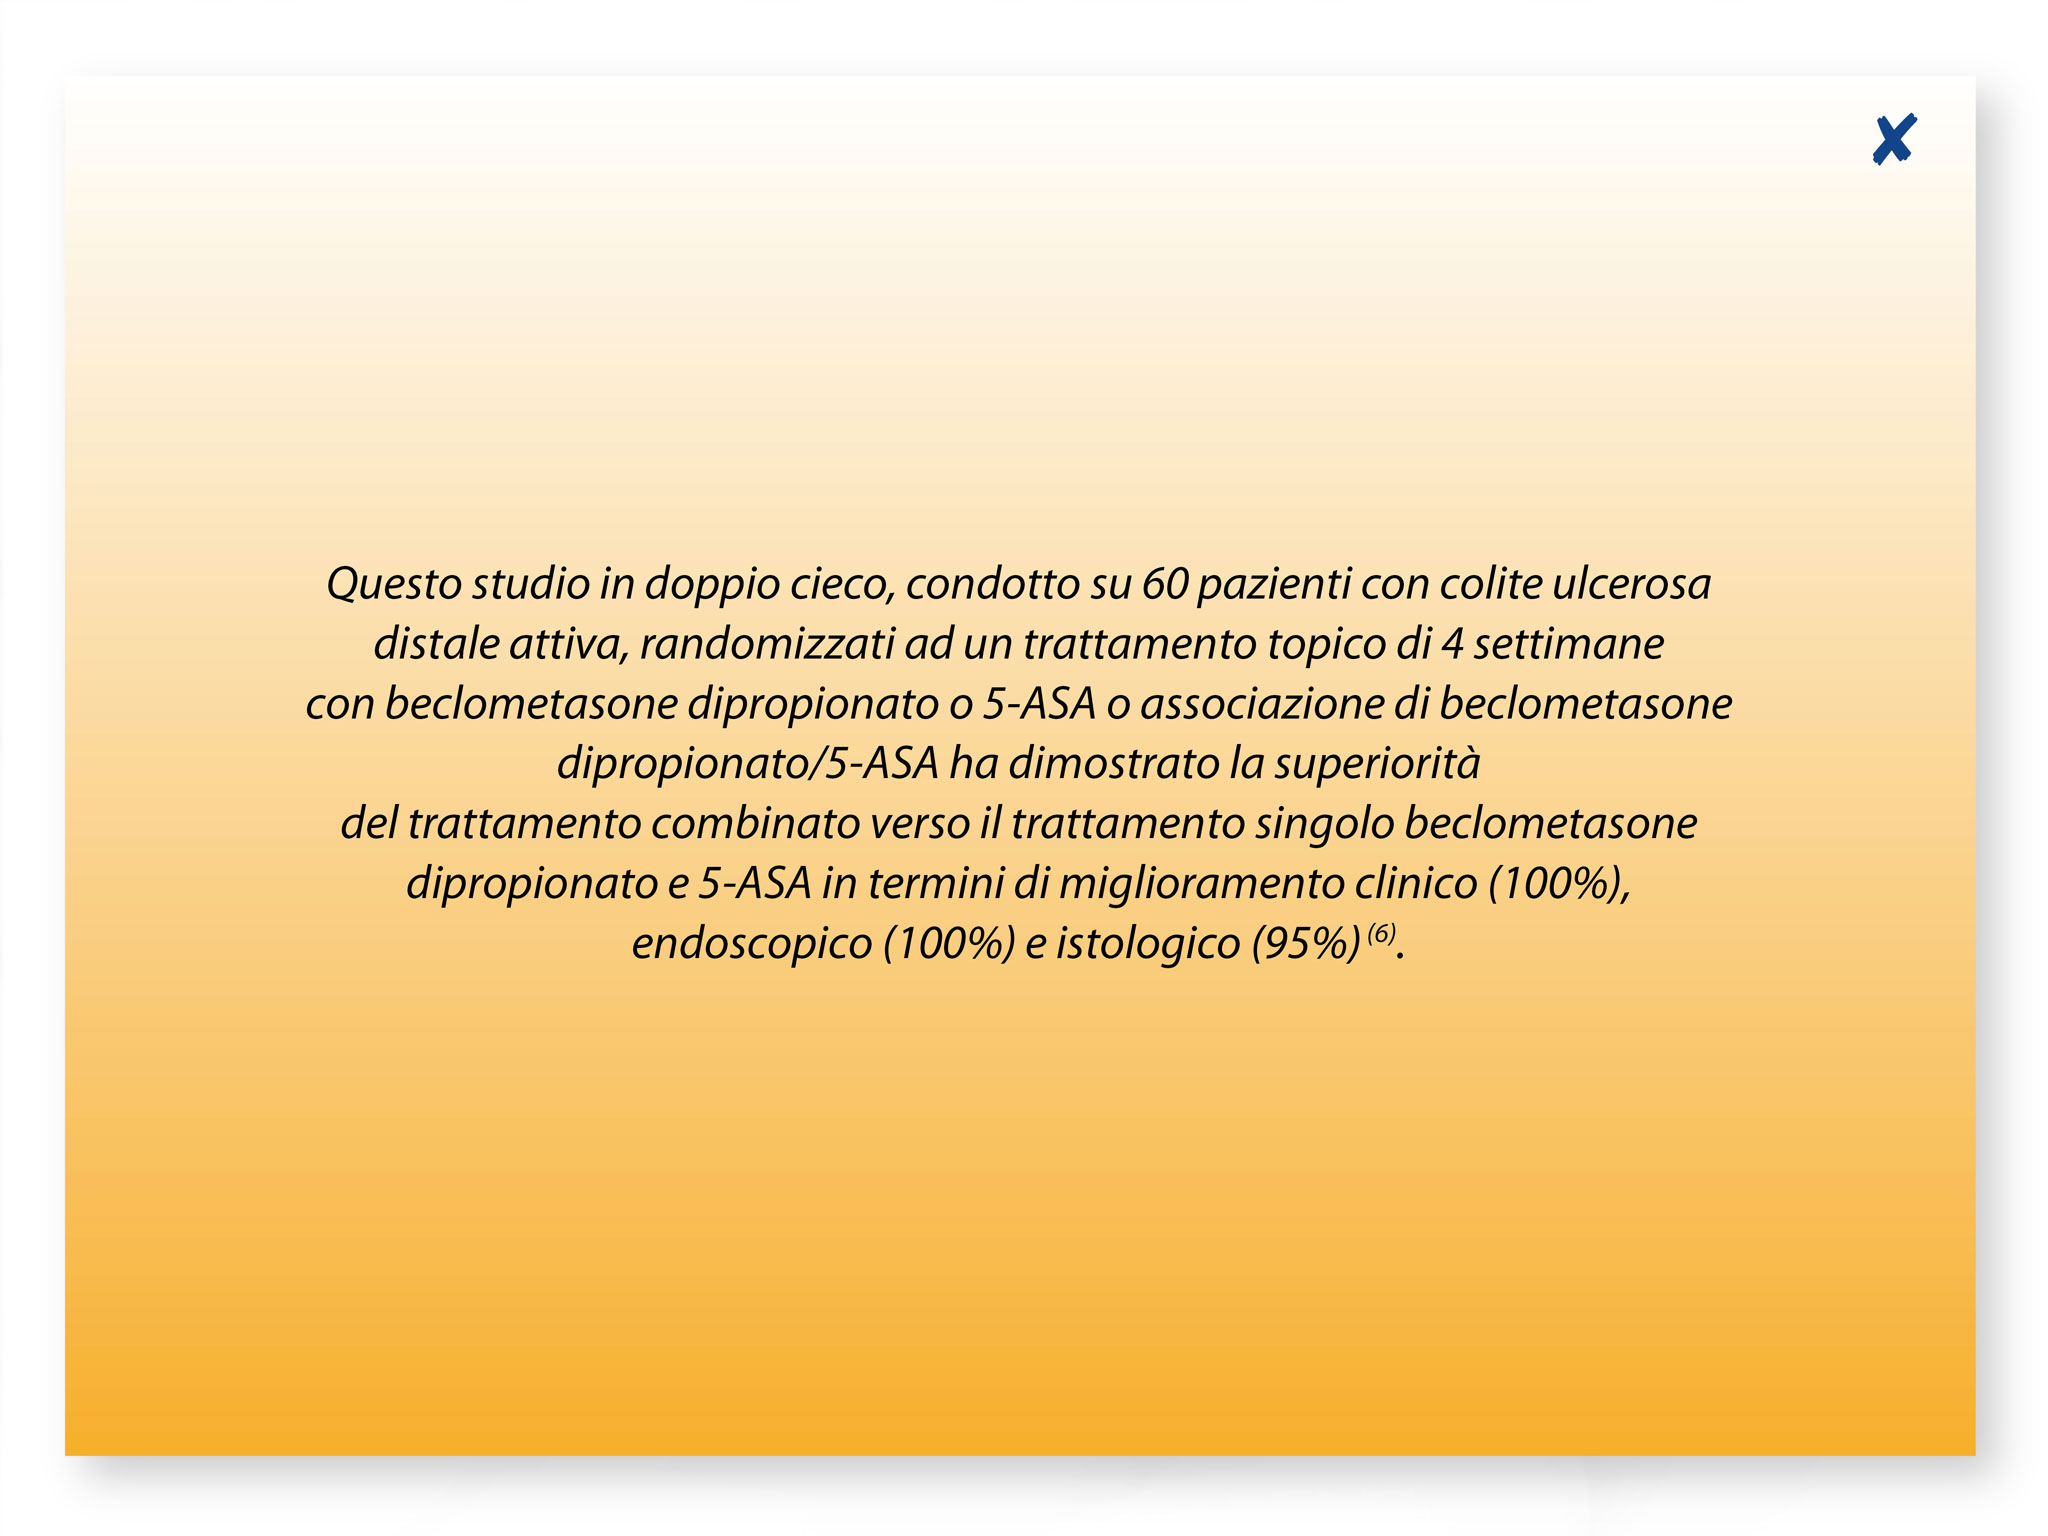 Questo studio in doppio cieco, condotto su 60 pazienti con colite ulcerosa
distale attiva, randomizzati ad un trattamento topico di 4 settimane
con beclometasone dipropionato o 5-ASA o associazione di beclometasone
dipropionato/5-ASA ha dimostrato la superiorità
del trattamento combinato verso il trattamento singolo beclometasone
dipropionato e 5-ASA in termini di miglioramento clinico (100%),
endoscopico (100%) e istologico (95%) (6).